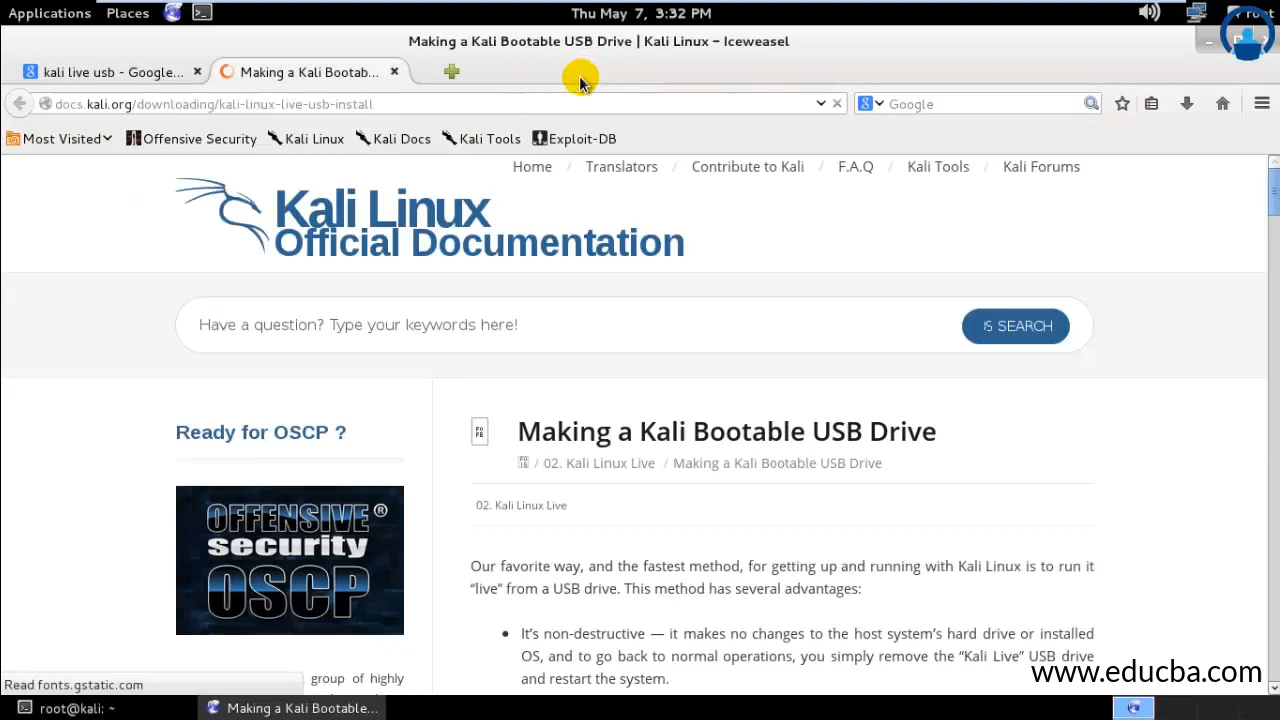 Applications Places Thu May 7, 3:32 PM root
Making a Kali Bootable USB Drive | Kali Linux - Iceweasel
kali live usb - Google... Making a Kali Bootab...
docs.kali.org/downloading/kali-linux-live-usb-install Google
Most Visited Offensive Security Kali Linux Kali Docs Kali Tools Exploit-DB
Home / Translators / Contribute to Kali / F.A.Q / Kali Tools / Kali Forums
Kali Linux
Official Documentation
Have a question? Type your keywords here! SEARCH
Ready for OSCP ?
OFFENSIVE®
security
OSCP
group of highly
Making a Kali Bootable USB Drive
/ 02. Kali Linux Live / Making a Kali Bootable USB Drive
02. Kali Linux Live
Our favorite way, and the fastest method, for getting up and running with Kali Linux is to run it
“live” from a USB drive. This method has several advantages:
• It’s non-destructive — it makes no changes to the host system’s hard drive or installed
OS, and to go back to normal operations, you simply remove the “Kali Live” USB drive
and restart the system.
www.educba.com
Read fonts.gstatic.com
root@kali: ~ Making a Kali Bootable...